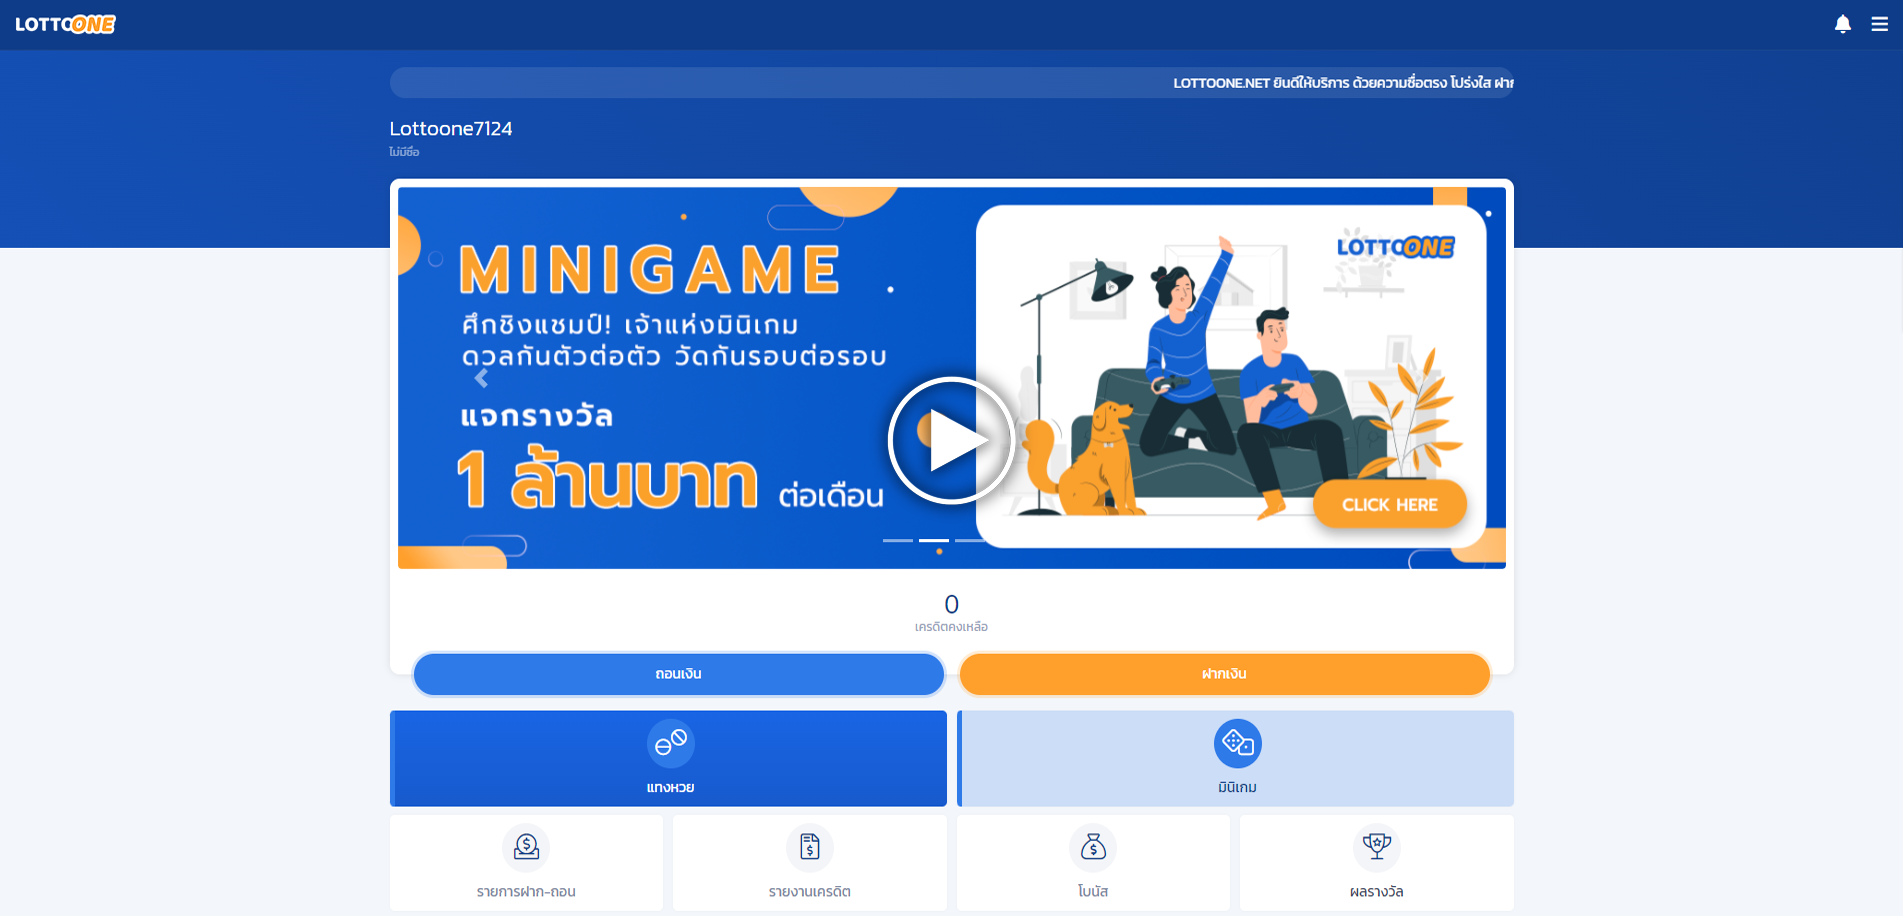 LOTTOONE
LOTTOONE.NET ยินดีให้บริการ ด้วยความซื่อตรง โปร่งใส
Lottoone7124
ไม่มีชื่อ
MINIGAME
ศึกชิงแชมป์! เจ้าแห่งมินิเกม
ดวลกันตัวต่อตัว วัดกันรอบต่อรอบ
แจกรางวัล
1 ล้านบาท ต่อเดือน
LOTTOONE
CLICK HERE
0
เครดิตคงเหลือ
ถอนเงิน
ฝากเงิน
แทงหวย
มินิเกม
รายการฝาก-ถอน
รายงานเครดิต
โบนัส
ผลรางวัล